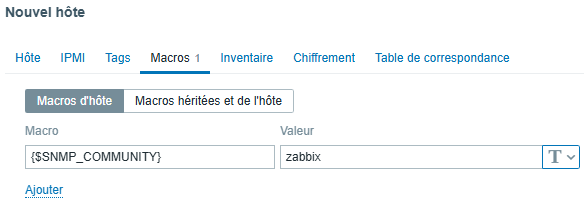 Nouvel hôte
Hôte IPMI Tags Macros 1 Inventaire Chiffrement Table de correspondance
Macros d'hôte Macros héritées et de l'hôte
Macro Valeur
{$SNMP_COMMUNITY} zabbix T
Ajouter